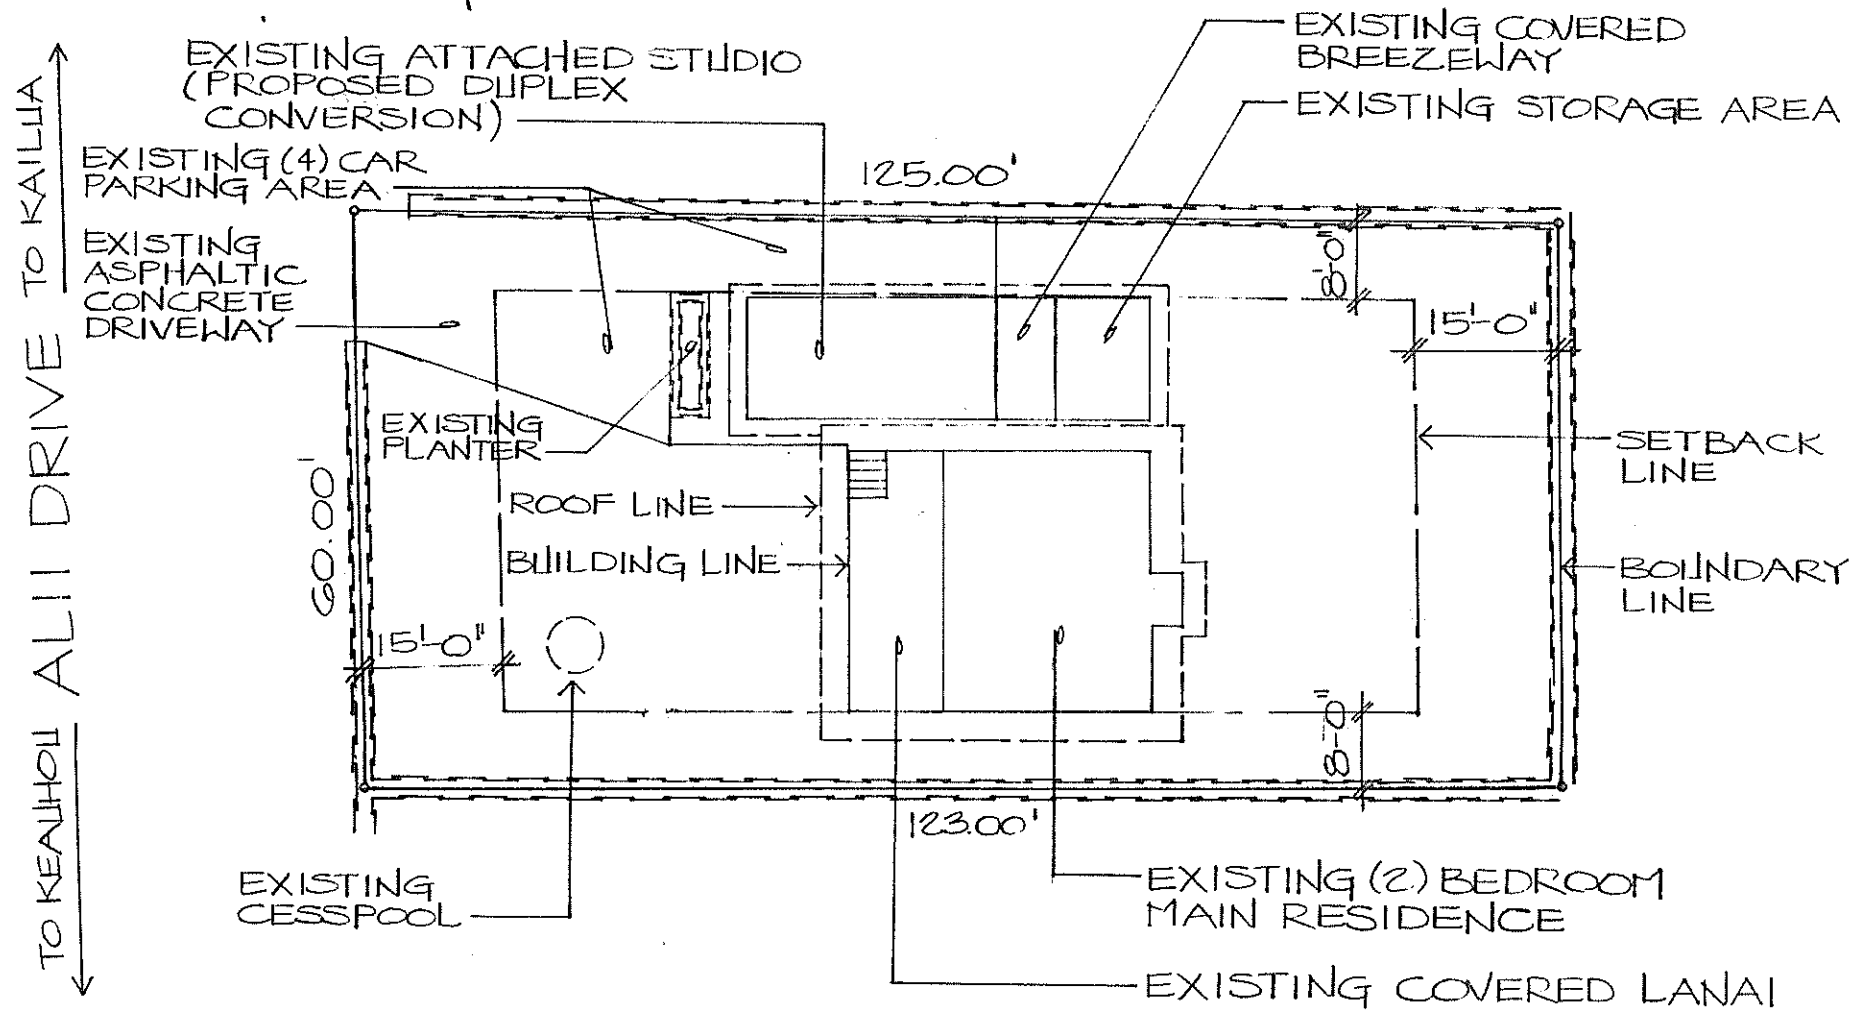 EXISTING ATTACHED STUDIO
(PROPOSED DUPLEX
CONVERSION)
EXISTING COVERED
BREEZEWAY
EXISTING STORAGE AREA
EXISTING (4) CAR
PARKING AREA
125.00'
EXISTING
ASPHALTIC
CONCRETE
DRIVEWAY
8'-0"
15'-0"
EXISTING
PLANTER
SETBACK
LINE
ROOF LINE
BUILDING LINE
BOUNDARY
LINE
60.00'
15'-0"
8'-0"
123.00'
EXISTING
CESSPOOL
EXISTING (2) BEDROOM
MAIN RESIDENCE
EXISTING COVERED LANAI
TO KEAUHOU ALII DRIVE TO KAILUA